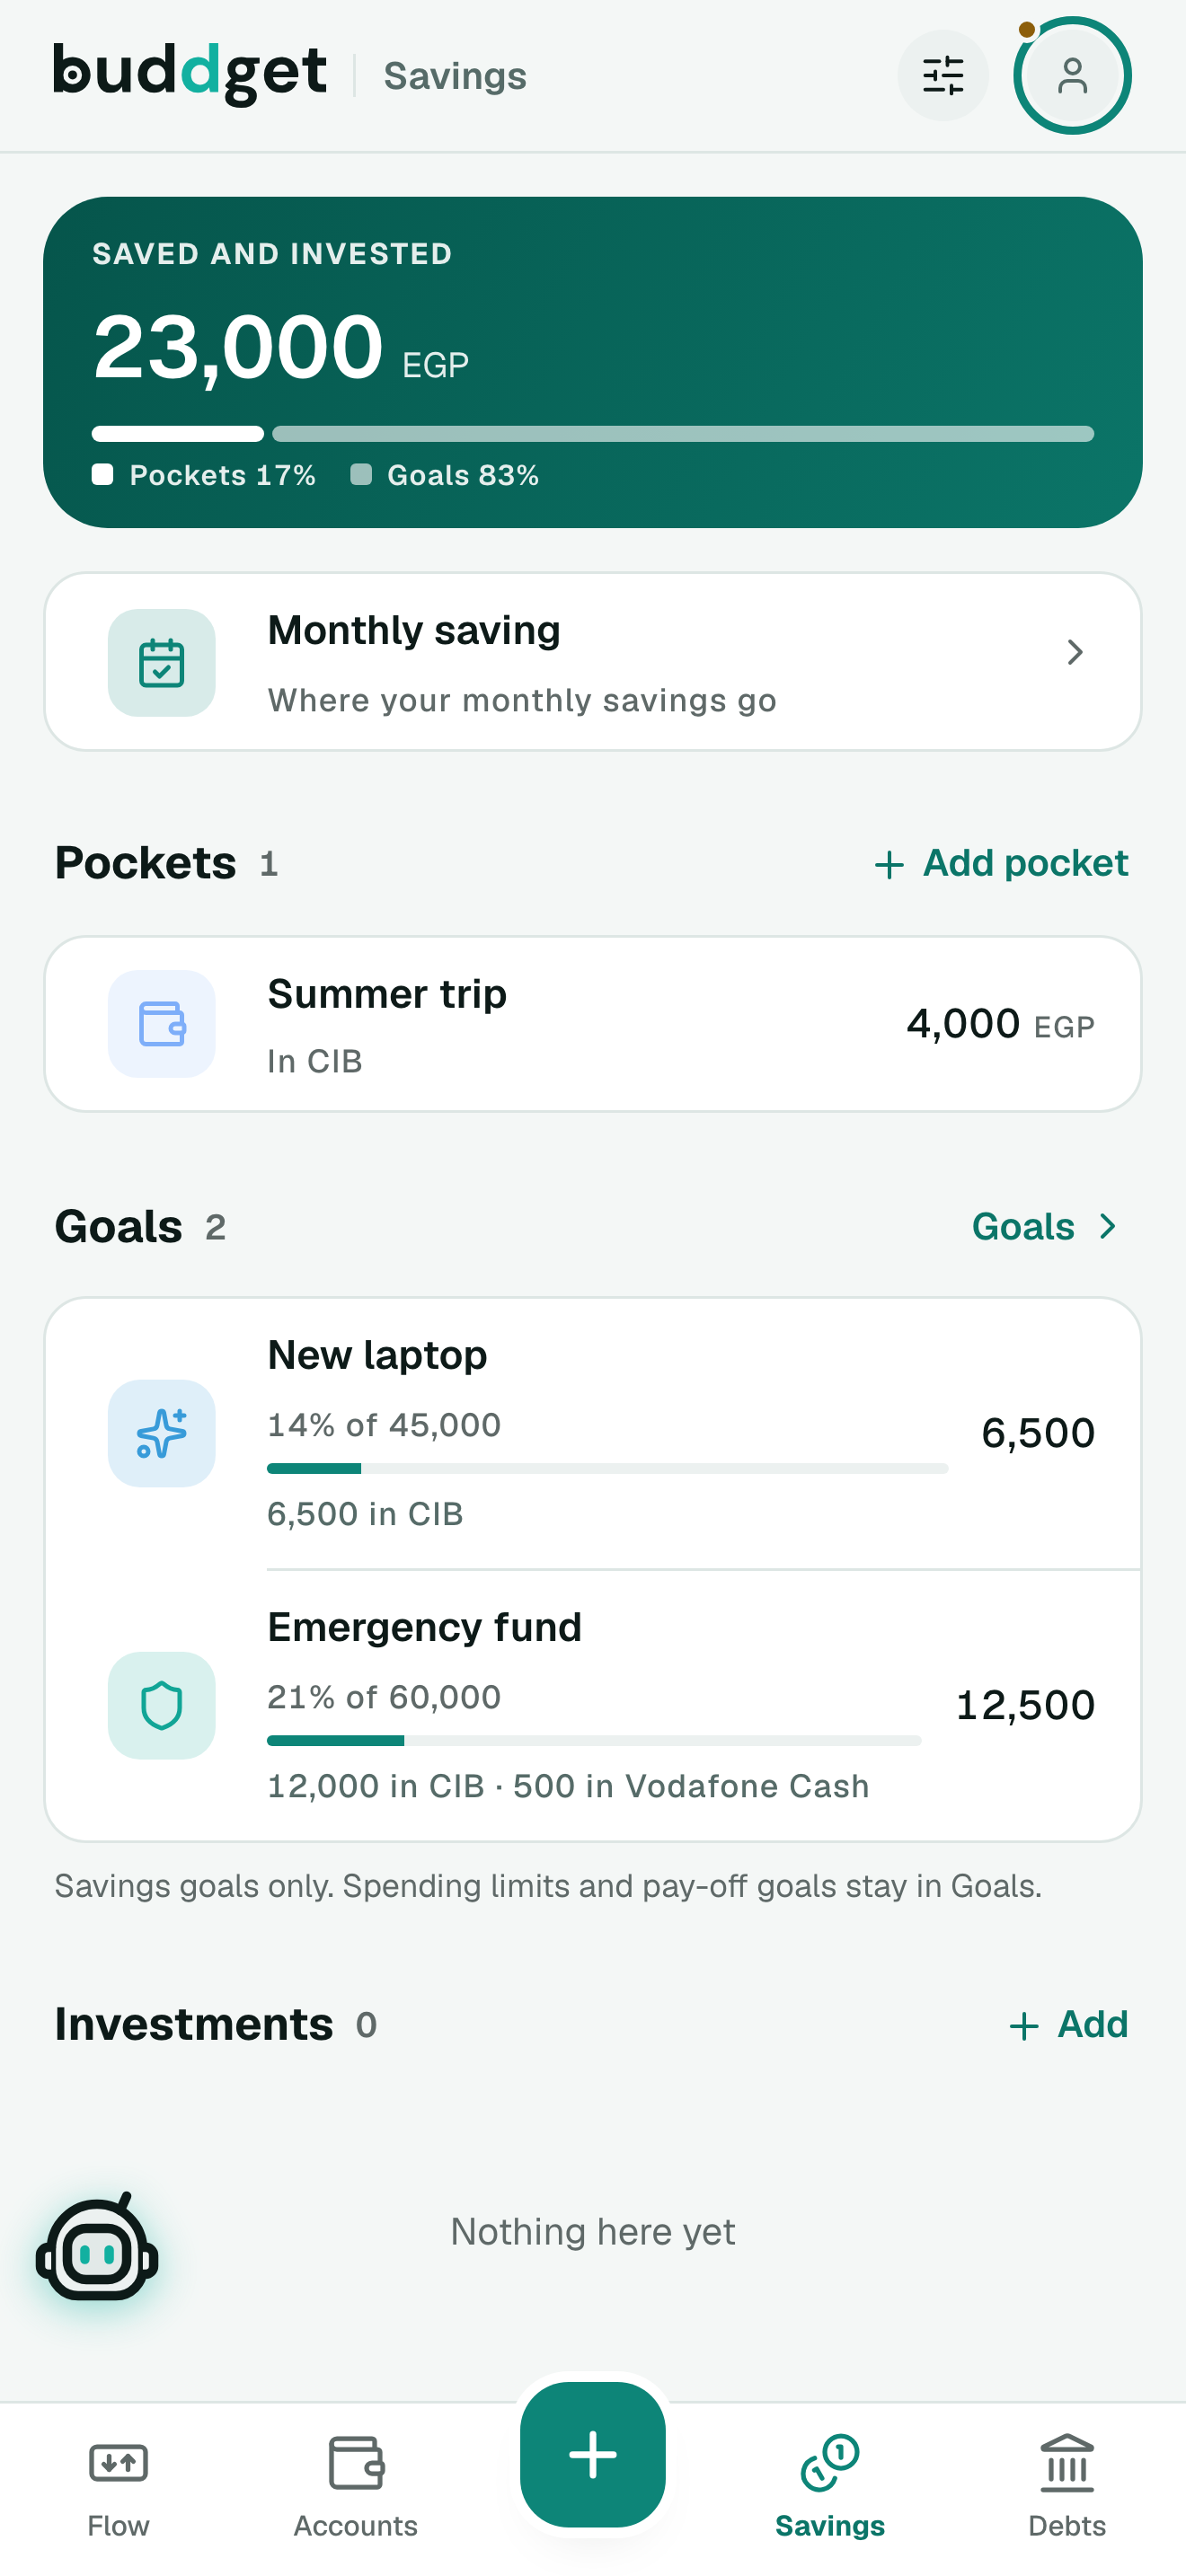 buddget | Savings
SAVED AND INVESTED
23,000 EGP
Pockets 17% Goals 83%
Monthly saving
Where your monthly savings go
Pockets 1 + Add pocket
Summer trip
In CIB
4,000 EGP
Goals 2 Goals
New laptop
14% of 45,000
6,500
6,500 in CIB
Emergency fund
21% of 60,000
12,500
12,000 in CIB · 500 in Vodafone Cash
Savings goals only. Spending limits and pay-off goals stay in Goals.
Investments 0 + Add
Nothing here yet
Flow Accounts Savings Debts